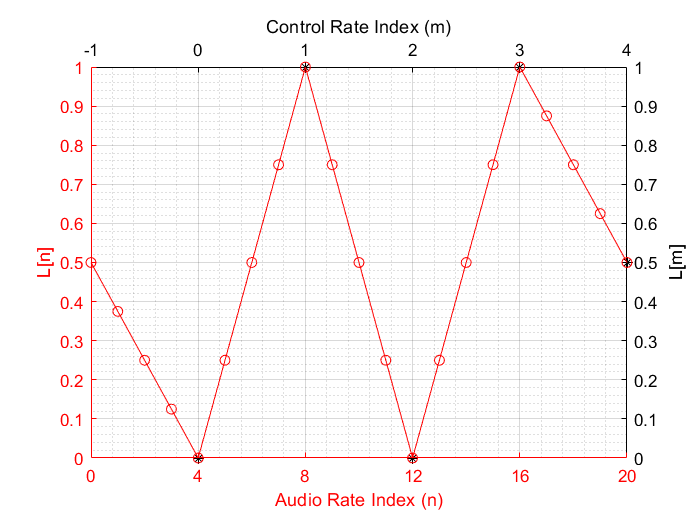 Control Rate Index (m)
-1 0 1 2 3 4
1 1
0.9 0.9
0.8 0.8
0.7 0.7
0.6 0.6
L[n] 0.5 0.5 L[m]
0.4 0.4
0.3 0.3
0.2 0.2
0.1 0.1
0 0
0 4 8 12 16 20
Audio Rate Index (n)